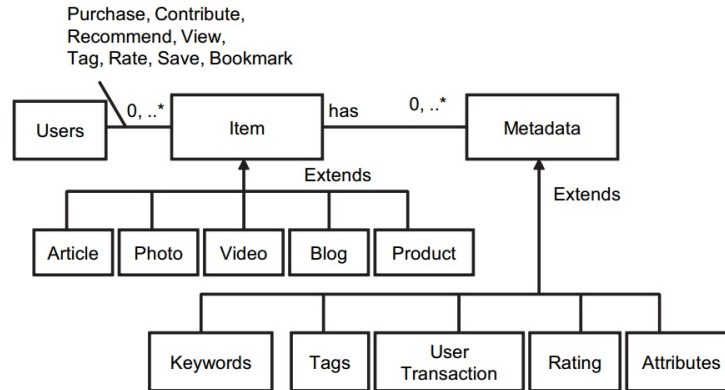 Purchase, Contribute,
Recommend, View,
Tag, Rate, Save, Bookmark
Users
0, ..*
Item
has
0, ..*
Metadata
Extends
Extends
Article
Photo
Video
Blog
Product
Keywords
Tags
User
Transaction
Rating
Attributes